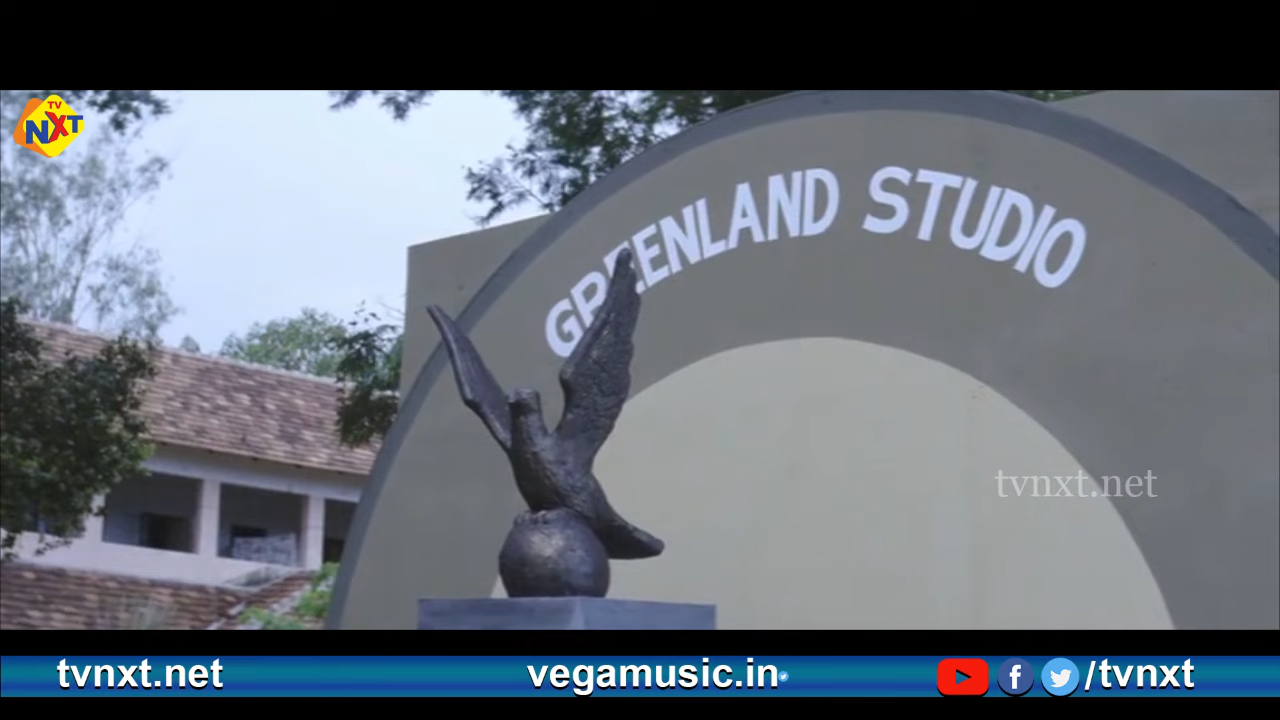 TV
NXT
GREENLAND STUDIO
tvnxt.net
tvnxt.net
vegamusic.in
/tvnxt